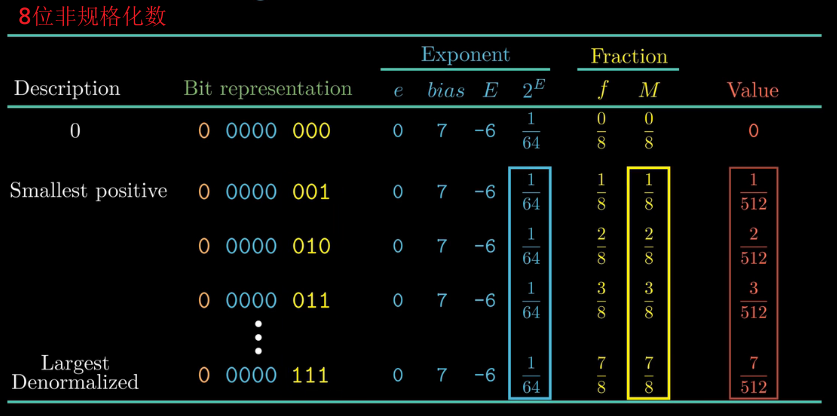 8位非规格化数
Exponent Fraction
Description Bit representation e bias E 2^E f M Value
0 0 0000 000 0 7 -6 1/64 0/8 0/8 0
Smallest positive 0 0000 001 0 7 -6 1/64 1/8 1/8 1/512
0 0000 010 0 7 -6 1/64 2/8 2/8 2/512
0 0000 011 0 7 -6 1/64 3/8 3/8 3/512
Largest
Denormalized 0 0000 111 0 7 -6 1/64 7/8 7/8 7/512